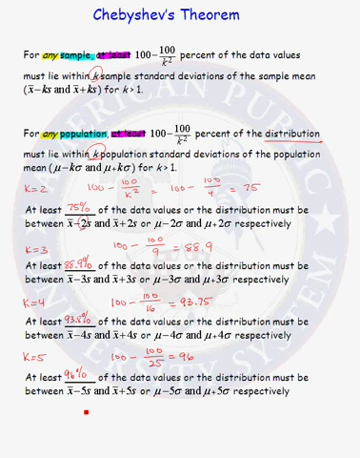 Chebyshev's Theorem
For any sample, at least 100 − 100/k² percent of the data values
must lie within k sample standard deviations of the sample mean
(x̄−ks and x̄+ks) for k>1.
For any population, at least 100 − 100/k² percent of the distribution
must lie within k population standard deviations of the population
mean (μ−kσ and μ+kσ) for k>1.
K=2 100 − 100/K² = 100 − 100/4 = 75
At least 75% of the data values or the distribution must be
between x̄−2s and x̄+2s or μ−2σ and μ+2σ respectively
K=3 100 − 100/9 = 88.9
At least 88.9% of the data values or the distribution must be
between x̄−3s and x̄+3s or μ−3σ and μ+3σ respectively
K=4 100 − 100/16 = 93.75
At least 93.8% of the data values or the distribution must be
between x̄−4s and x̄+4s or μ−4σ and μ+4σ respectively
K=5 100 − 100/25 = 96
At least 96% of the data values or the distribution must be
between x̄−5s and x̄+5s or μ−5σ and μ+5σ respectively
AMERICAN PUBLIC
UNIVERSITY SYSTEM